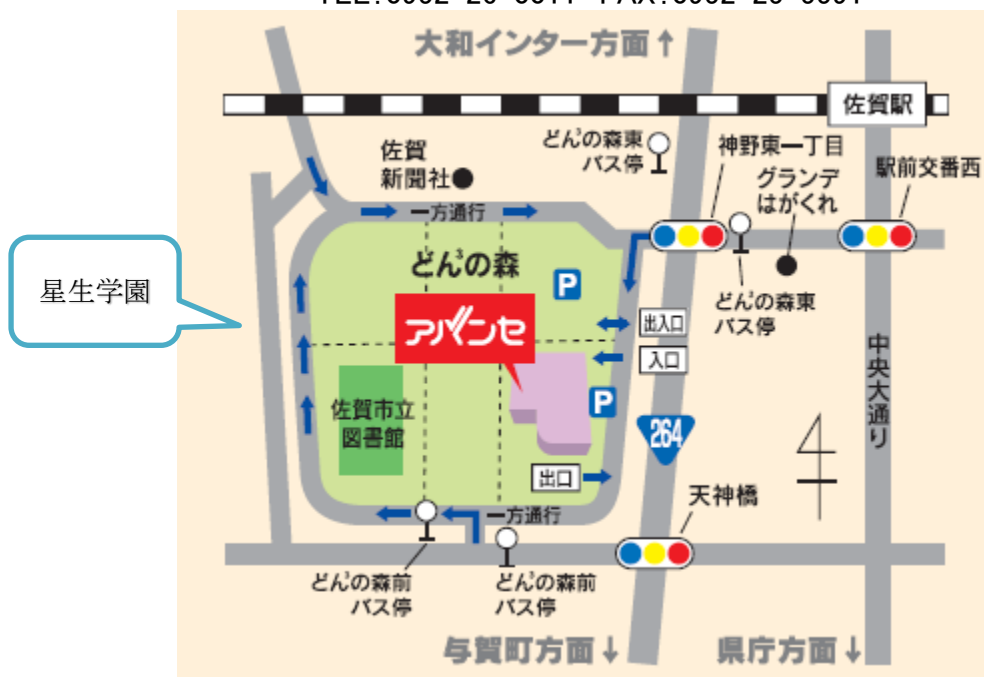 大和インター方面↑
佐賀駅
どん³の森東
バス停
神野東一丁目
佐賀
新聞社
グランデ
はがくれ
駅前交番西
一方通行
どん³の森
P
星生学園
アバンセ
出入口
どん³の森東
バス停
入口
中央大通り
P
佐賀市立
図書館
264
出口
天神橋
一方通行
どん³の森前
バス停
どん³の森前
バス停
与賀町方面↓
県庁方面↓